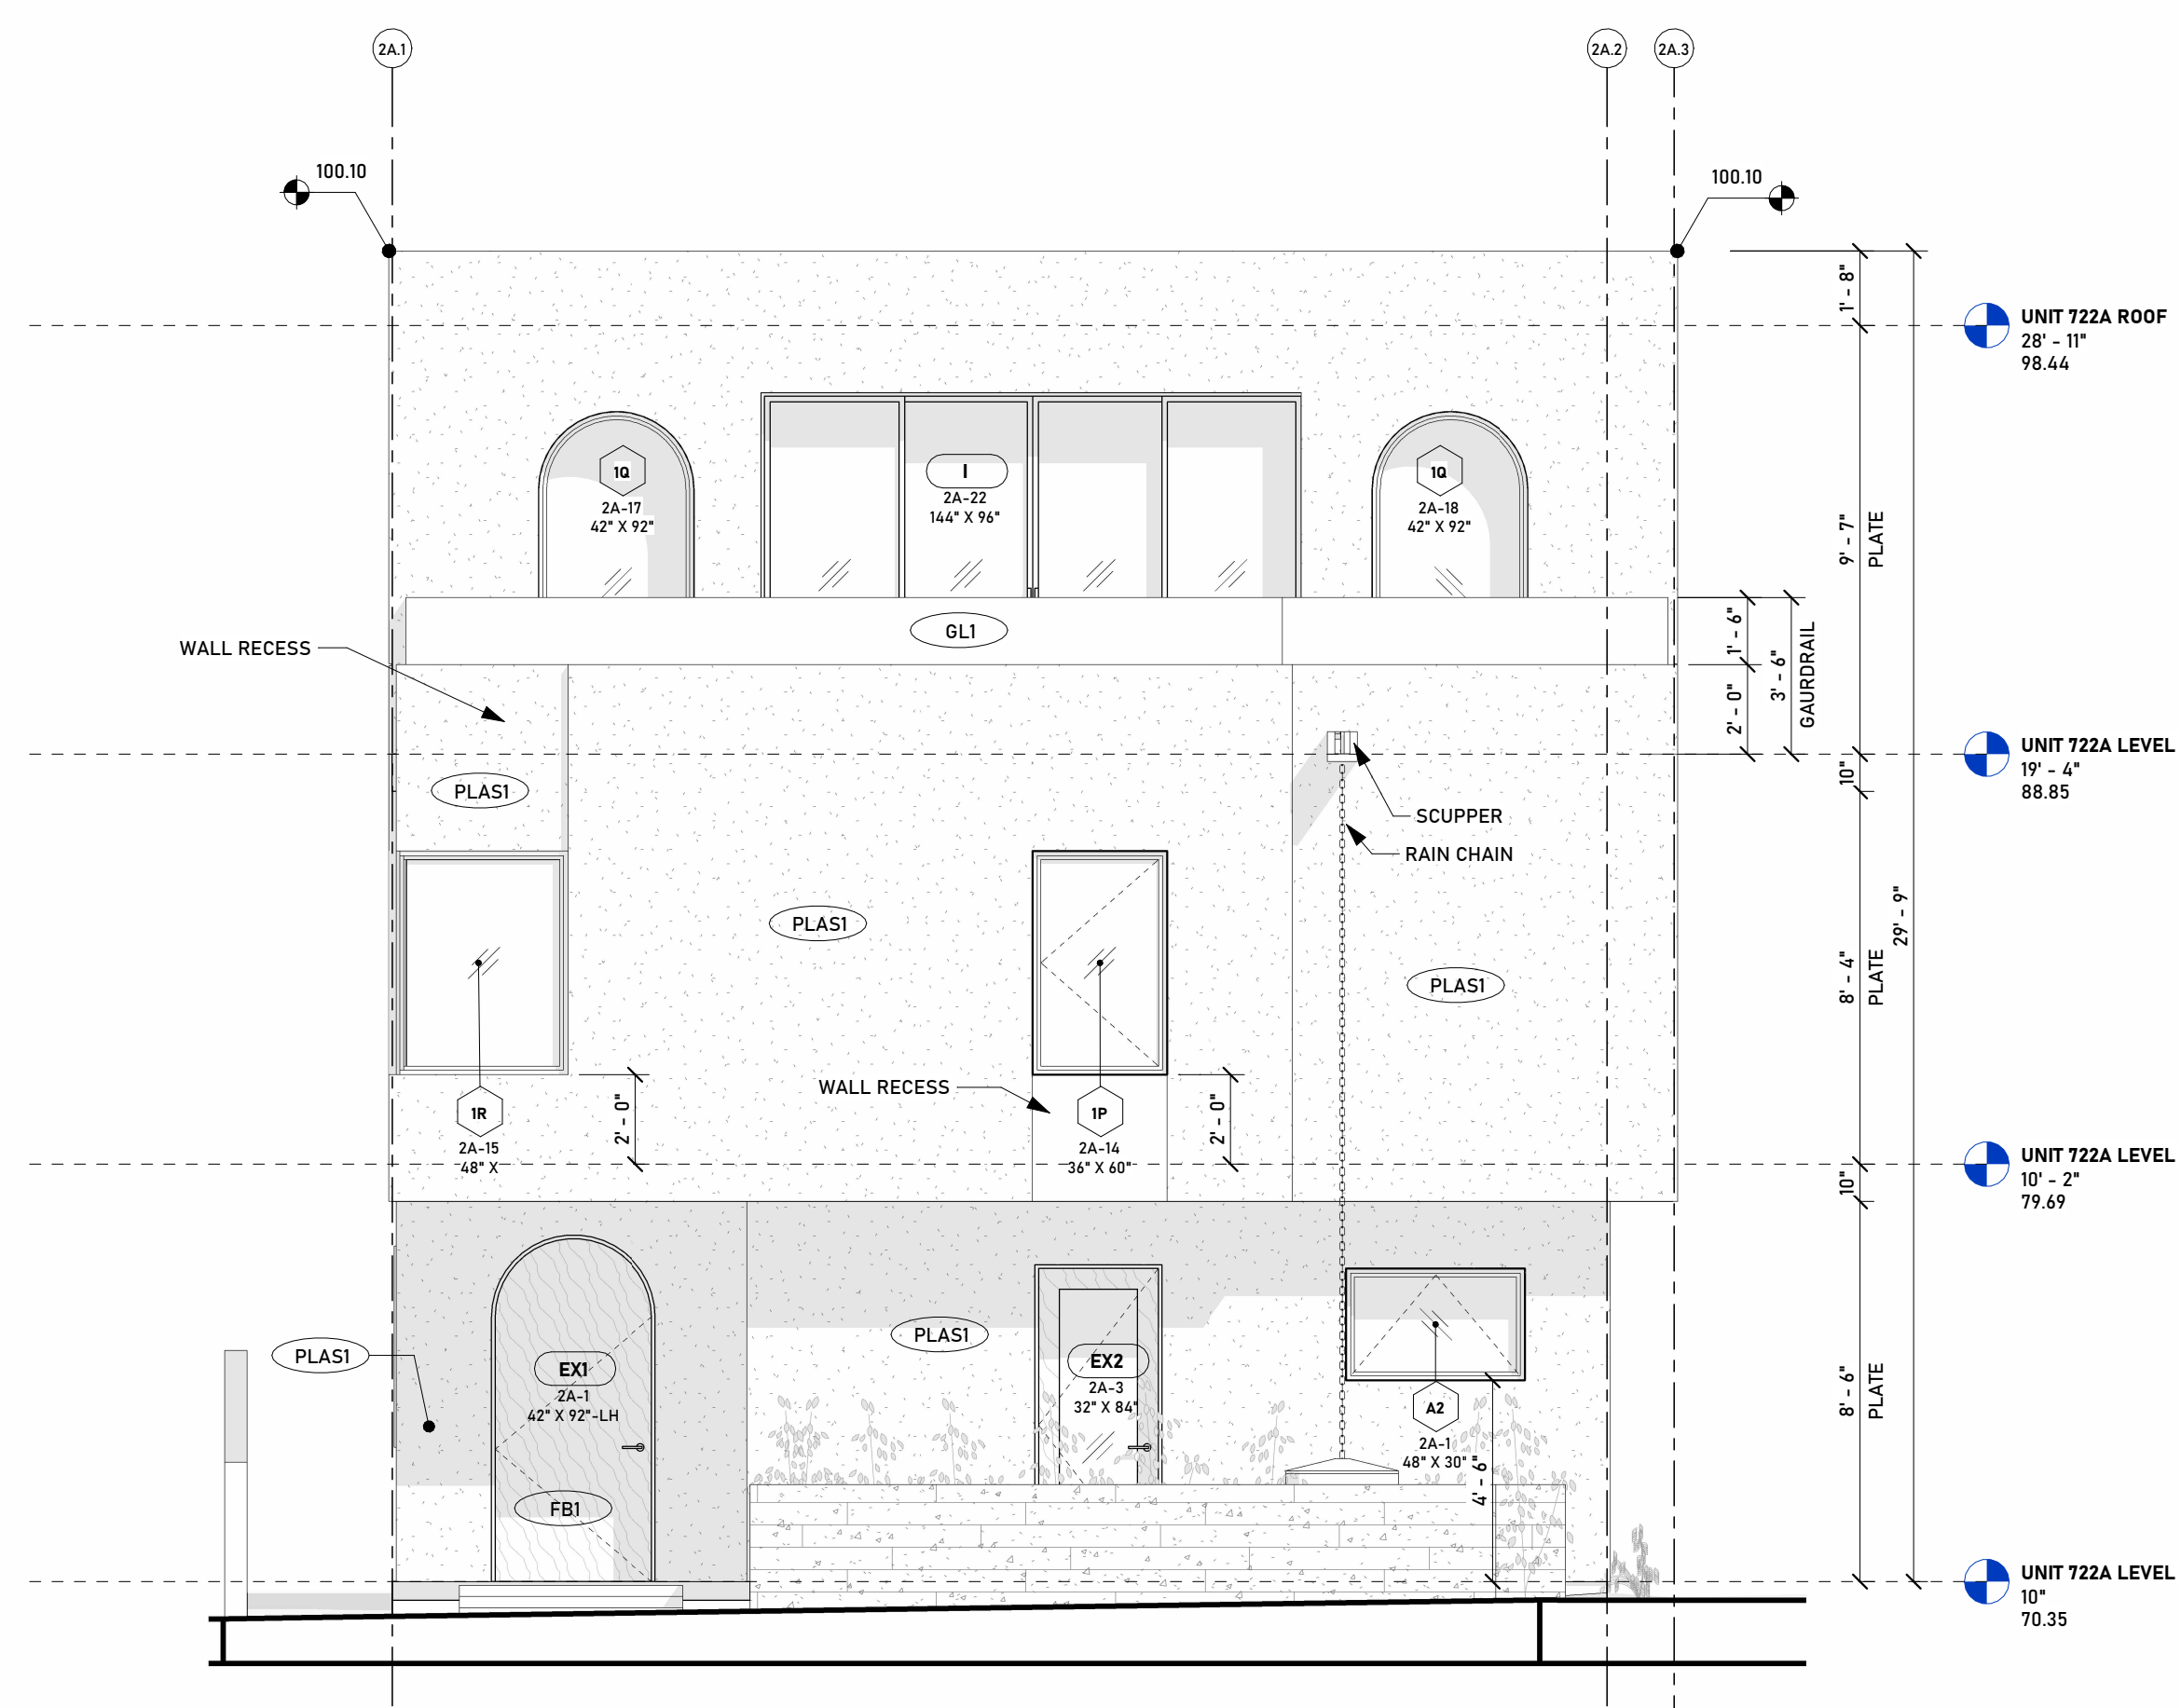 2A.1
2A.2
2A.3
100.10
100.10
1' - 8"
UNIT 722A ROOF
28' - 11"
98.44
1Q
2A-17
42" X 92"
I
2A-22
144" X 96"
1Q
2A-18
42" X 92"
9' - 7"
PLATE
GL1
WALL RECESS
1' - 6"
2' - 0"
3' - 6"
GAURDRAIL
UNIT 722A LEVEL
19' - 4"
88.85
10"
PLAS1
SCUPPER
RAIN CHAIN
PLAS1
PLAS1
29' - 9"
8' - 4"
PLATE
WALL RECESS
1R
2A-15
48" X
2' - 0"
1P
2A-14
36" X 60"
2' - 0"
UNIT 722A LEVEL
10' - 2"
79.69
10"
PLAS1
PLAS1
EX1
2A-1
42" X 92"-LH
EX2
2A-3
32" X 84"
A2
2A-1
48" X 30"
4' - 6"
8' - 6"
PLATE
FB1
UNIT 722A LEVEL
10"
70.35